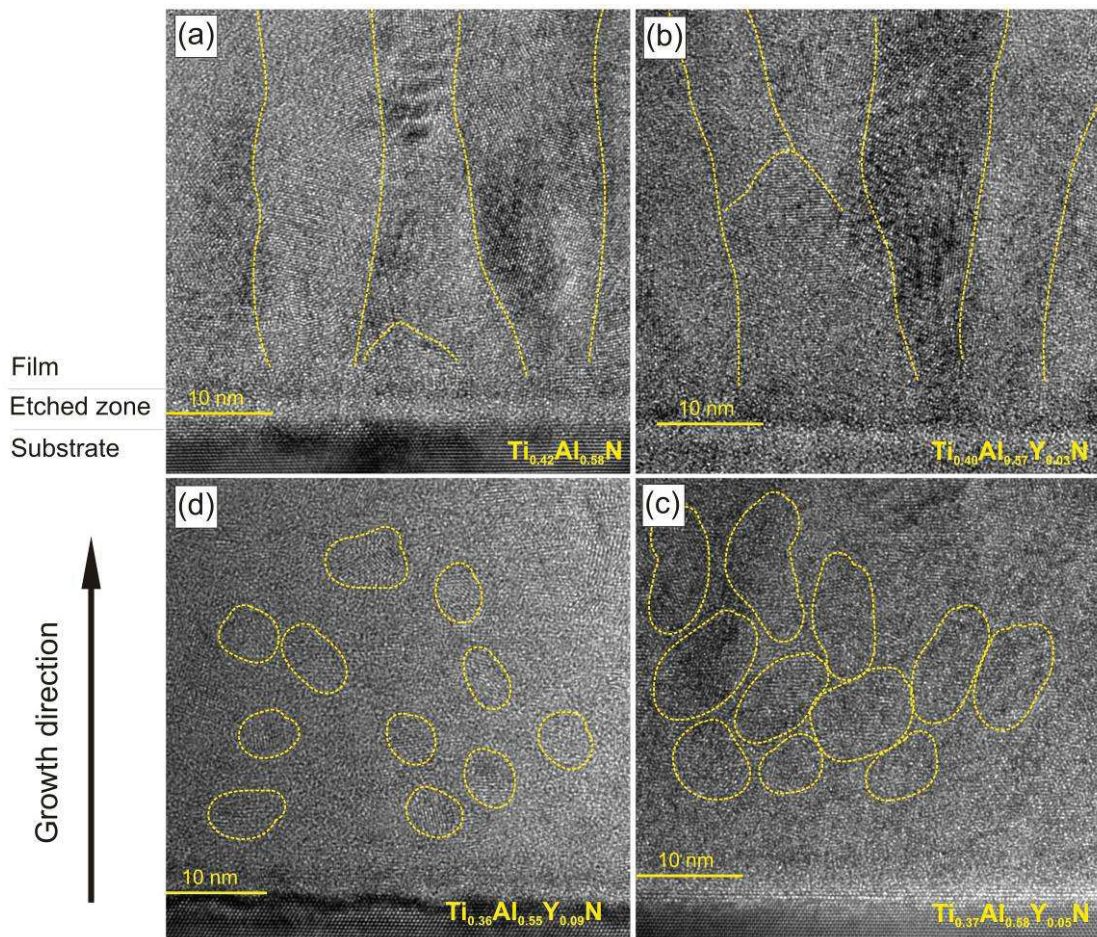 (a)
(b)
Film
Etched zone
Substrate
10 nm
Ti0.42Al0.58N
10 nm
Ti0.40Al0.57Y0.03N
(d)
(c)
Growth direction
10 nm
Ti0.36Al0.55Y0.09N
10 nm
Ti0.37Al0.58Y0.05N